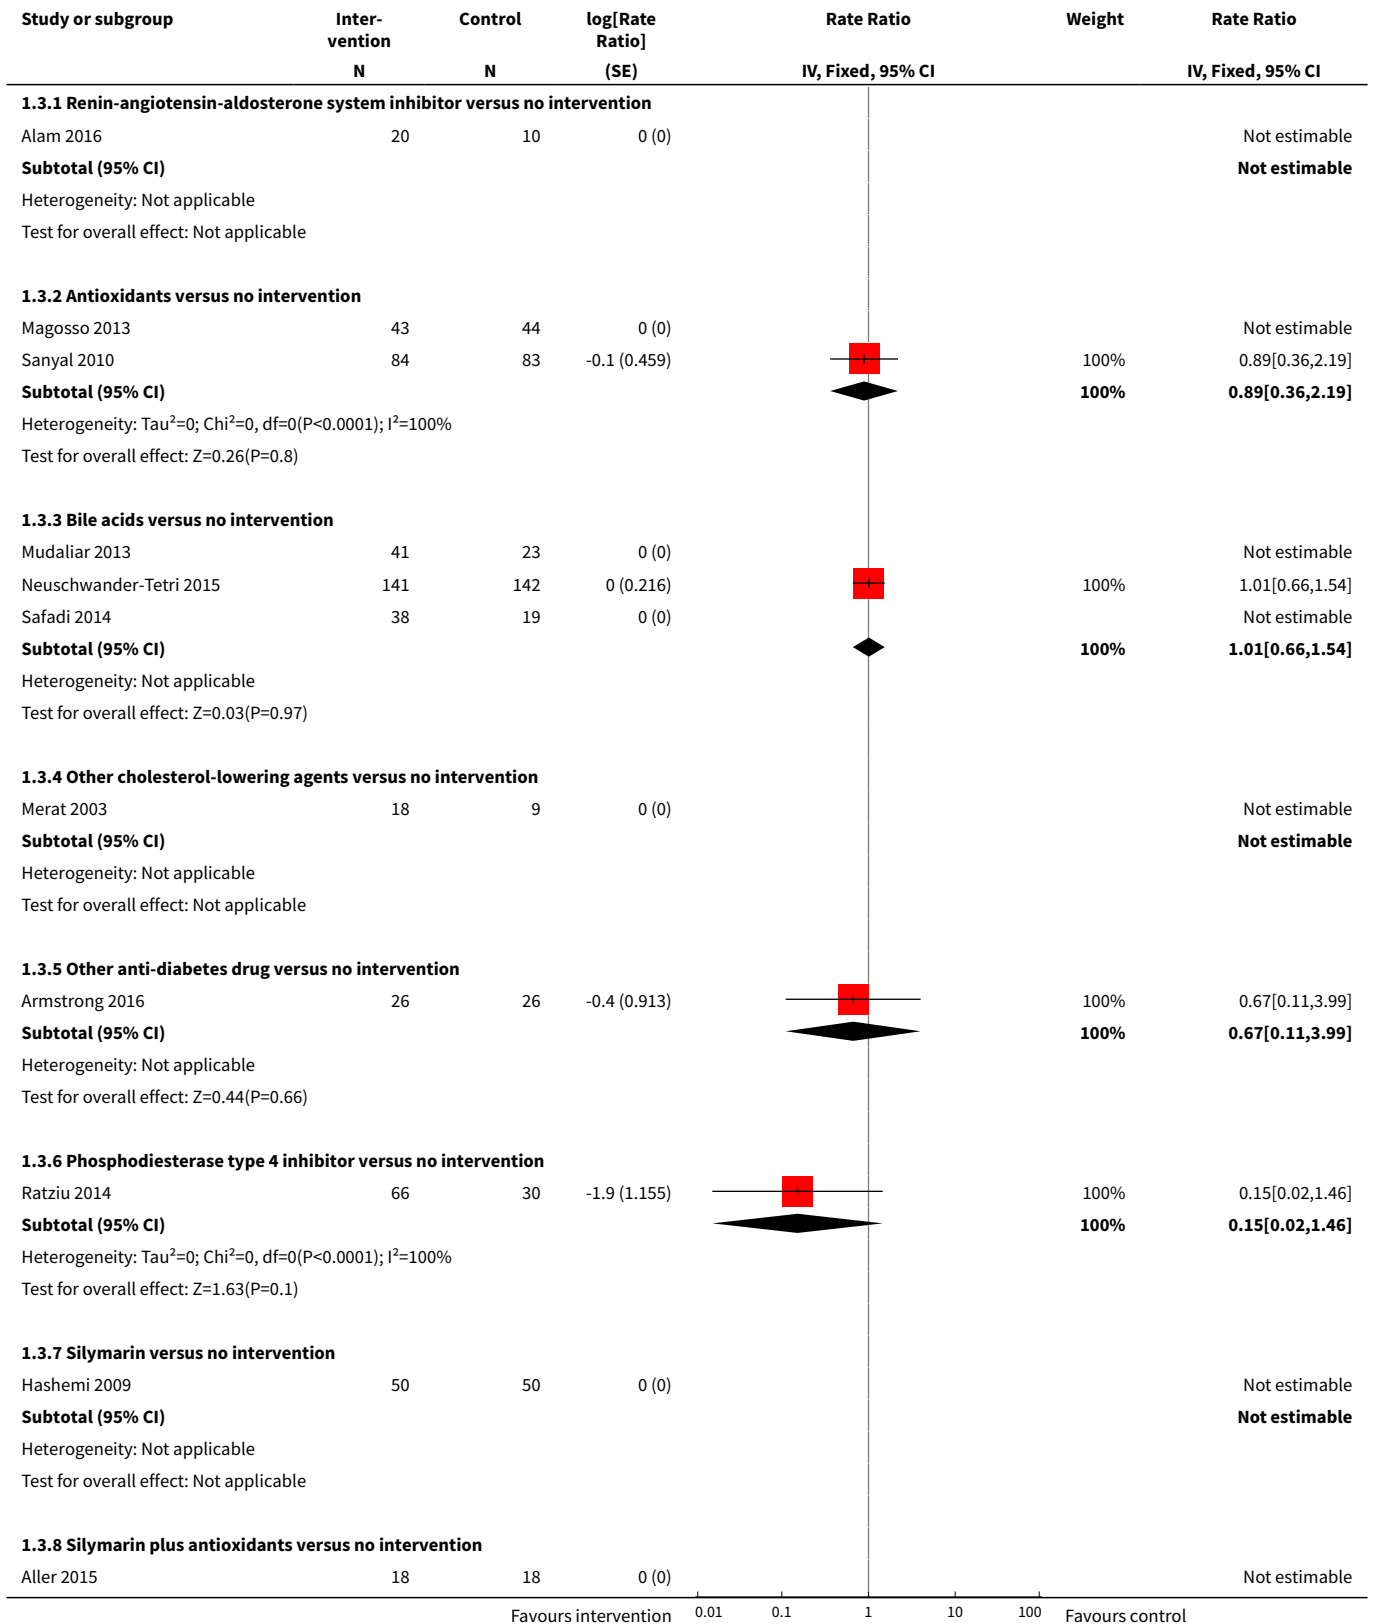 Study or subgroup Inter- Control log[Rate Rate Ratio Weight Rate Ratio
vention Ratio]
N N (SE) IV, Fixed, 95% CI IV, Fixed, 95% CI
1.3.1 Renin-angiotensin-aldosterone system inhibitor versus no intervention
Alam 2016 20 10 0 (0) Not estimable
Subtotal (95% CI) Not estimable
Heterogeneity: Not applicable
Test for overall effect: Not applicable
1.3.2 Antioxidants versus no intervention
Magosso 2013 43 44 0 (0) Not estimable
Sanyal 2010 84 83 -0.1 (0.459) 100% 0.89[0.36,2.19]
Subtotal (95% CI) 100% 0.89[0.36,2.19]
Heterogeneity: Tau²=0; Chi²=0, df=0(P<0.0001); I²=100%
Test for overall effect: Z=0.26(P=0.8)
1.3.3 Bile acids versus no intervention
Mudaliar 2013 41 23 0 (0) Not estimable
Neuschwander-Tetri 2015 141 142 0 (0.216) 100% 1.01[0.66,1.54]
Safadi 2014 38 19 0 (0) Not estimable
Subtotal (95% CI) 100% 1.01[0.66,1.54]
Heterogeneity: Not applicable
Test for overall effect: Z=0.03(P=0.97)
1.3.4 Other cholesterol-lowering agents versus no intervention
Merat 2003 18 9 0 (0) Not estimable
Subtotal (95% CI) Not estimable
Heterogeneity: Not applicable
Test for overall effect: Not applicable
1.3.5 Other anti-diabetes drug versus no intervention
Armstrong 2016 26 26 -0.4 (0.913) 100% 0.67[0.11,3.99]
Subtotal (95% CI) 100% 0.67[0.11,3.99]
Heterogeneity: Not applicable
Test for overall effect: Z=0.44(P=0.66)
1.3.6 Phosphodiesterase type 4 inhibitor versus no intervention
Ratziu 2014 66 30 -1.9 (1.155) 100% 0.15[0.02,1.46]
Subtotal (95% CI) 100% 0.15[0.02,1.46]
Heterogeneity: Tau²=0; Chi²=0, df=0(P<0.0001); I²=100%
Test for overall effect: Z=1.63(P=0.1)
1.3.7 Silymarin versus no intervention
Hashemi 2009 50 50 0 (0) Not estimable
Subtotal (95% CI) Not estimable
Heterogeneity: Not applicable
Test for overall effect: Not applicable
1.3.8 Silymarin plus antioxidants versus no intervention
Aller 2015 18 18 0 (0) Not estimable
Favours intervention 0.01 0.1 1 10 100 Favours control